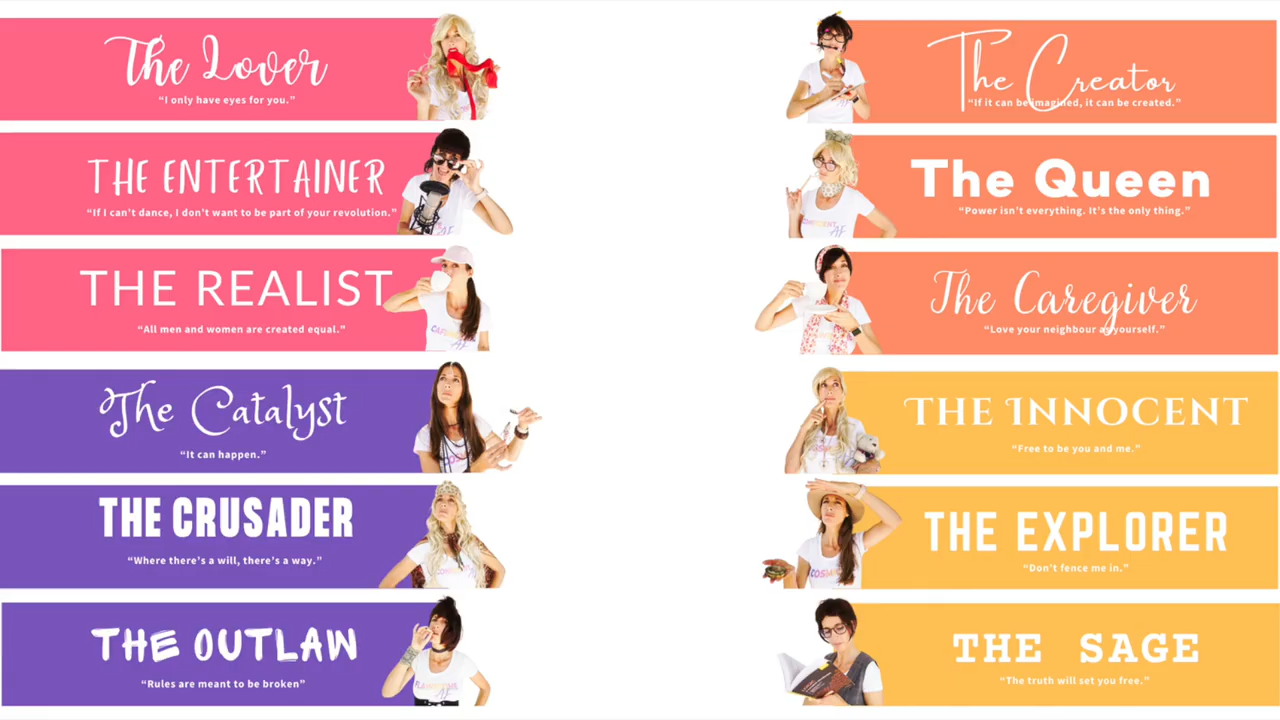 The Lover
“I only have eyes for you.”
THE ENTERTAINER
“If I can't dance, I don't want to be part of your revolution.”
THE REALIST
“All men and women are created equal.”
The Catalyst
“It can happen.”
THE CRUSADER
“Where there's a will, there's a way.”
THE OUTLAW
“Rules are meant to be broken”
The Creator
“If it can be imagined, it can be created.”
The Queen
“Power isn't everything. It's the only thing.”
The Caregiver
“Love your neighbour as yourself.”
THE INNOCENT
“Free to be you and me.”
THE EXPLORER
“Don't fence me in.”
THE SAGE
“The truth will set you free.”